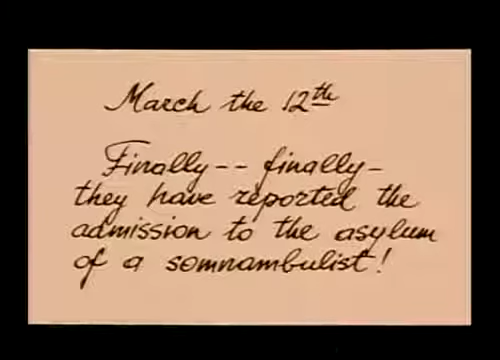 March the 12th
Finally -- finally -
they have reported the
admission to the asylum
of a somnambulist!